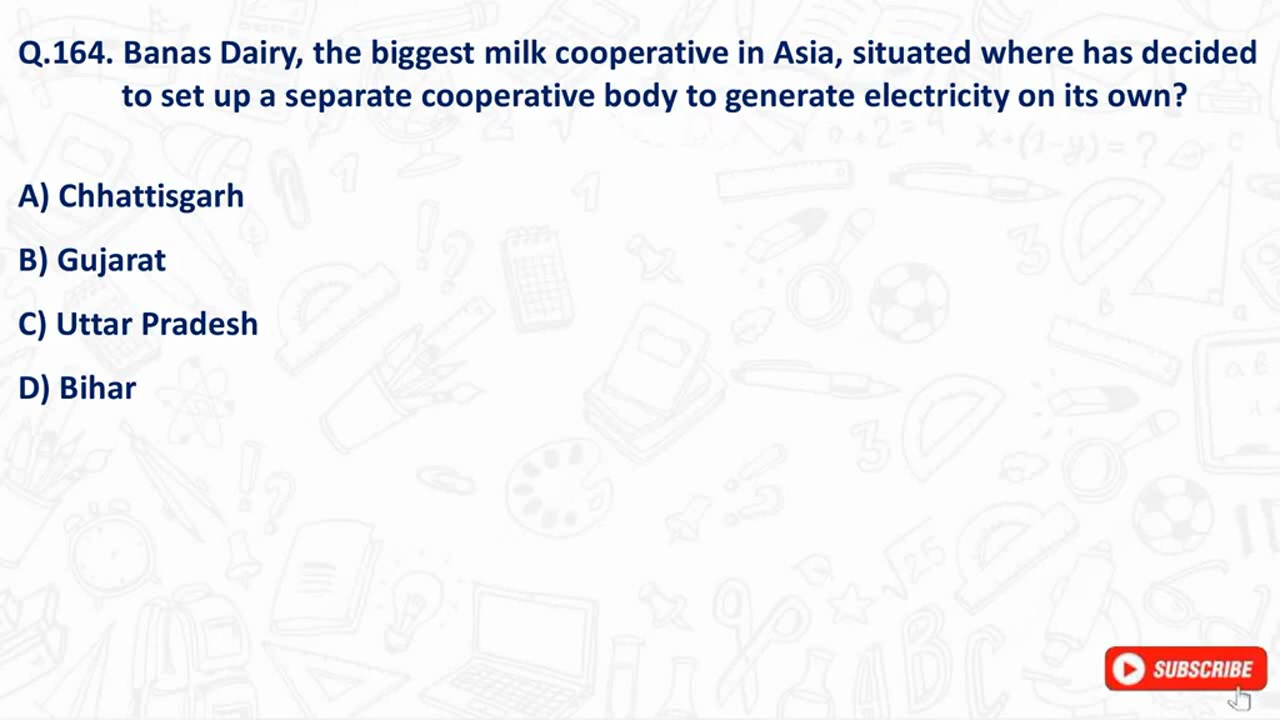 Q.164. Banas Dairy, the biggest milk cooperative in Asia, situated where has decided
to set up a separate cooperative body to generate electricity on its own?
A) Chhattisgarh
B) Gujarat
C) Uttar Pradesh
D) Bihar
SUBSCRIBE